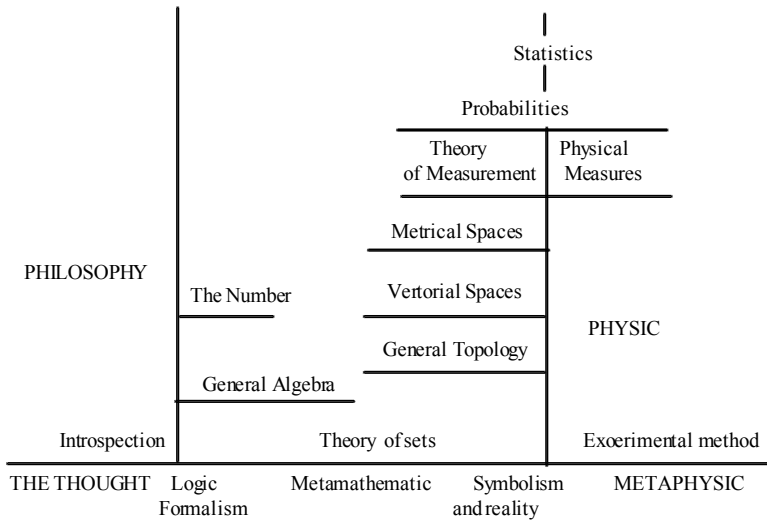 Statistics
Probabilities
Theory
of Measurement
Physical
Measures
Metrical Spaces
PHILOSOPHY
The Number
Vertorial Spaces
PHYSIC
General Topology
General Algebra
Introspection
Theory of sets
Exoerimental method
THE THOUGHT
Logic
Formalism
Metamathematic
Symbolism
and reality
METAPHYSIC